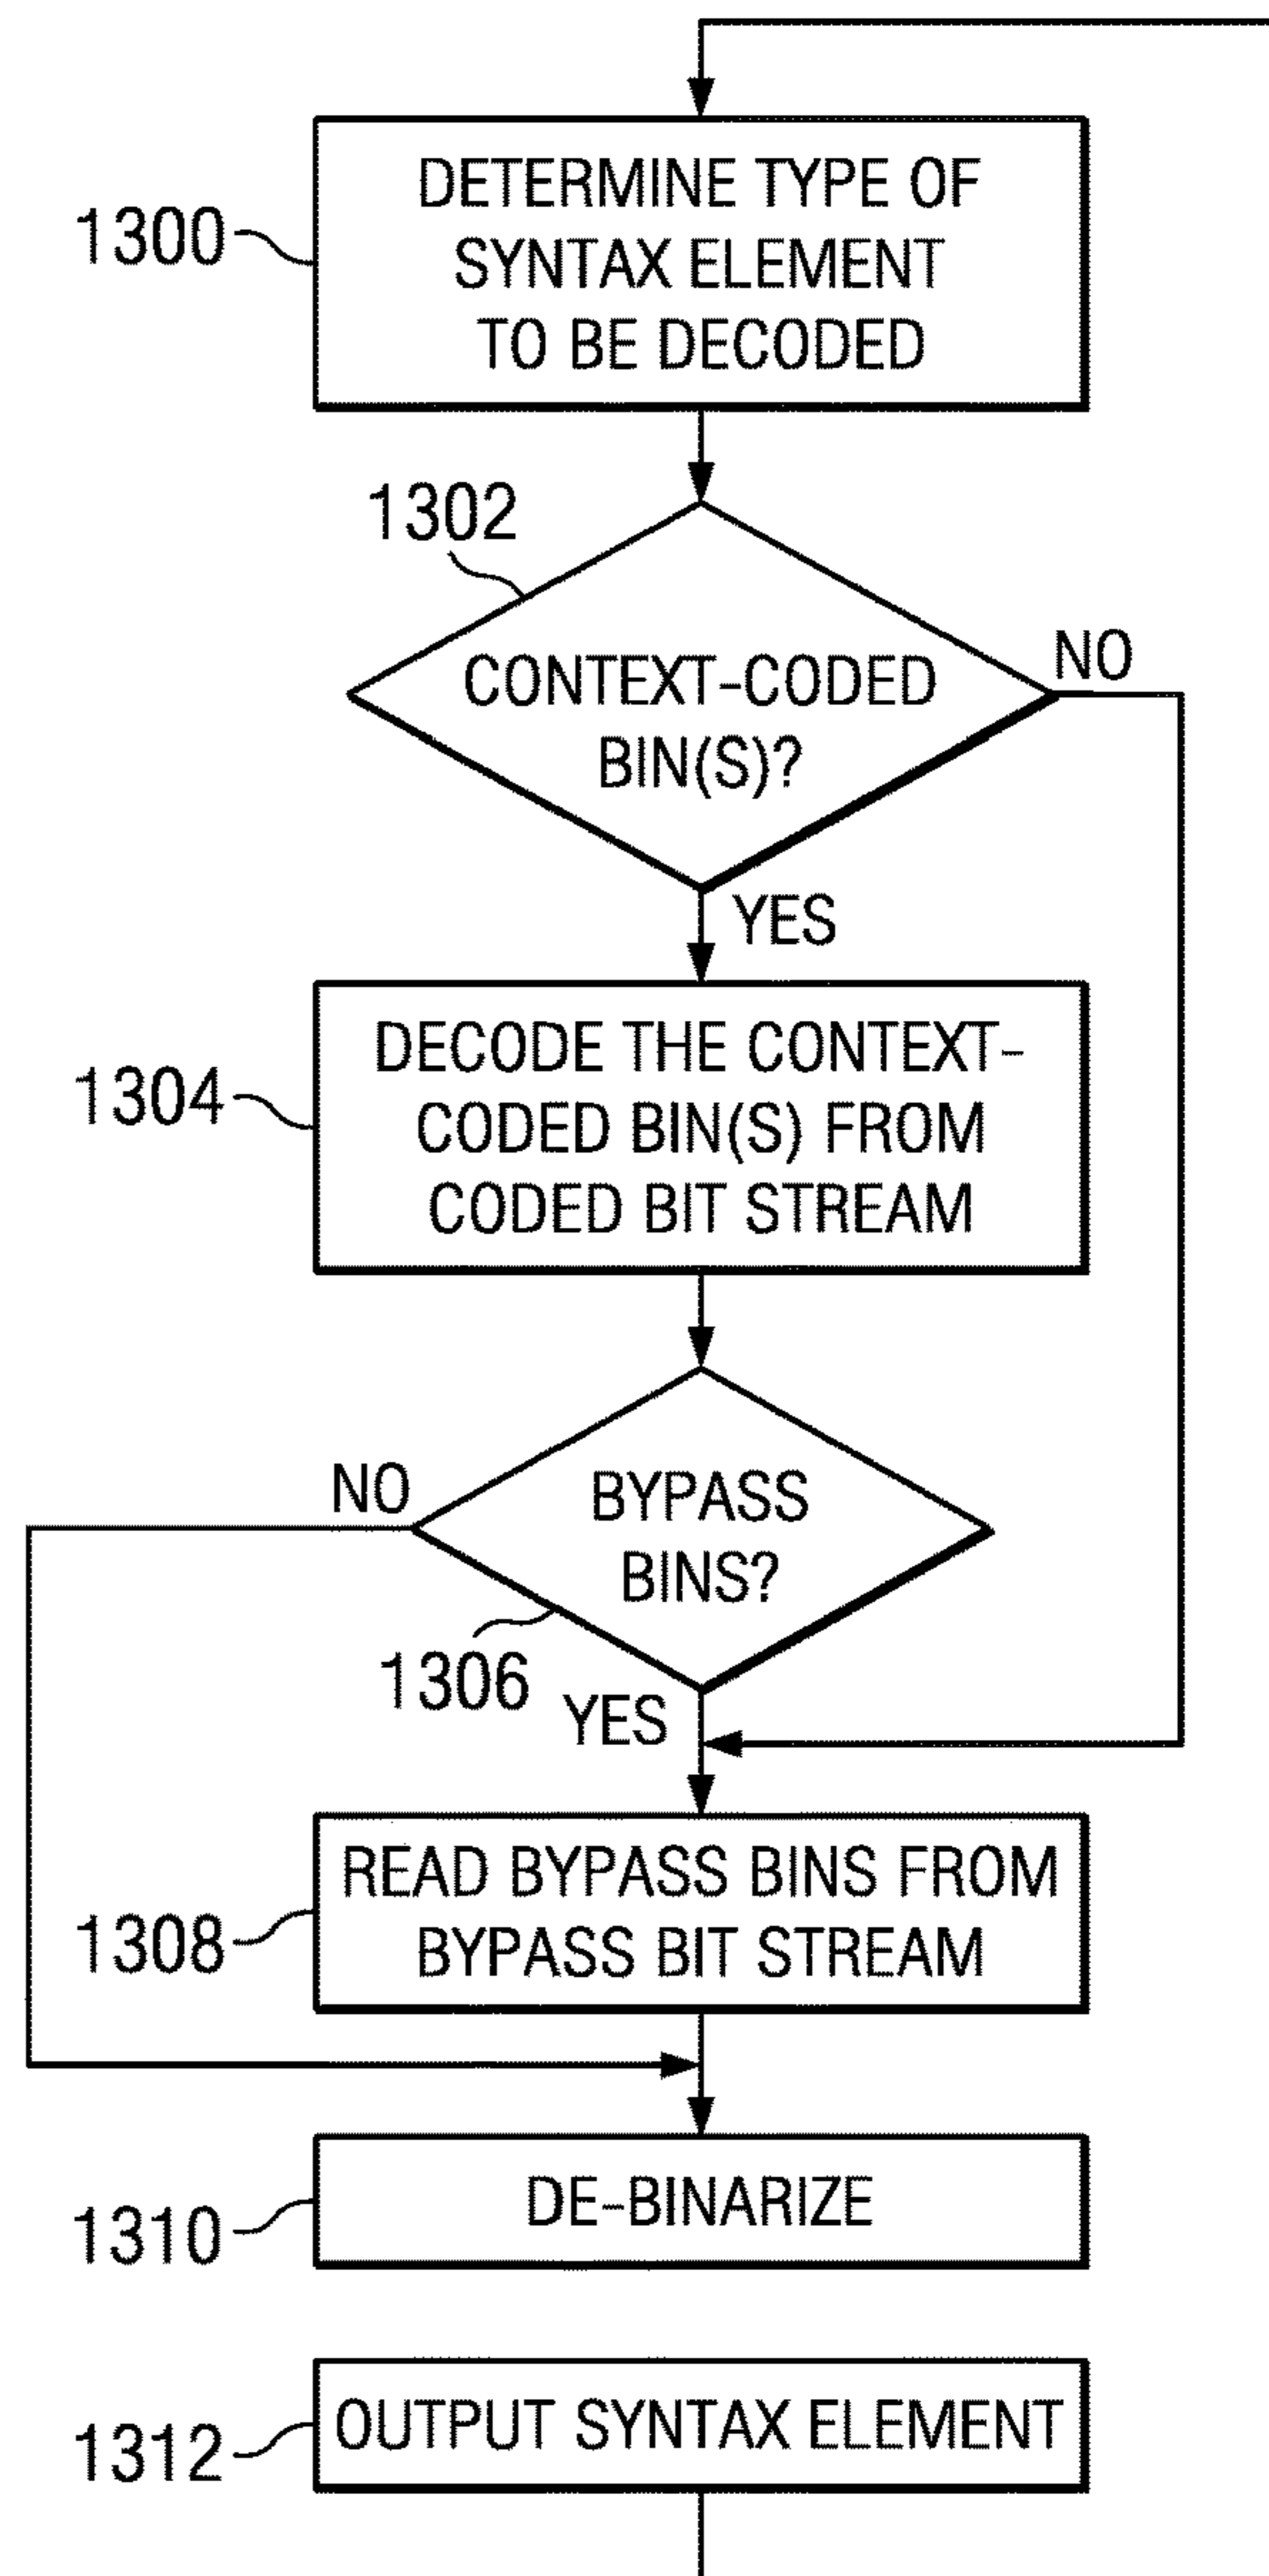 1300
DETERMINE TYPE OF
SYNTAX ELEMENT
TO BE DECODED
1302
CONTEXT-CODED
BIN(S)?
NO
YES
1304
DECODE THE CONTEXT-
CODED BIN(S) FROM
CODED BIT STREAM
NO
BYPASS
BINS?
1306
YES
1308
READ BYPASS BINS FROM
BYPASS BIT STREAM
1310
DE-BINARIZE
1312
OUTPUT SYNTAX ELEMENT